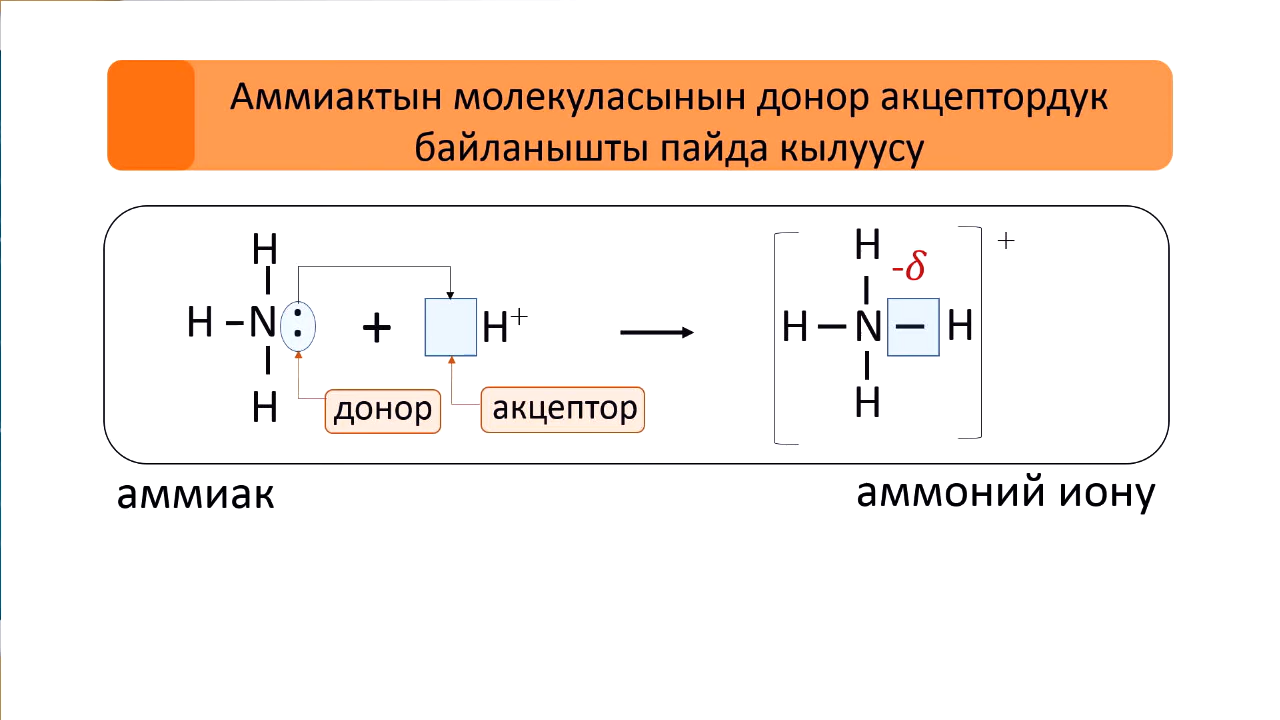 Аммиактын молекуласынын донор акцептордук
байланышты пайда кылуусу
H H
-δ +
H – N : + H⁺ → H – N – H
H H
донор акцептор
аммиак аммоний иону